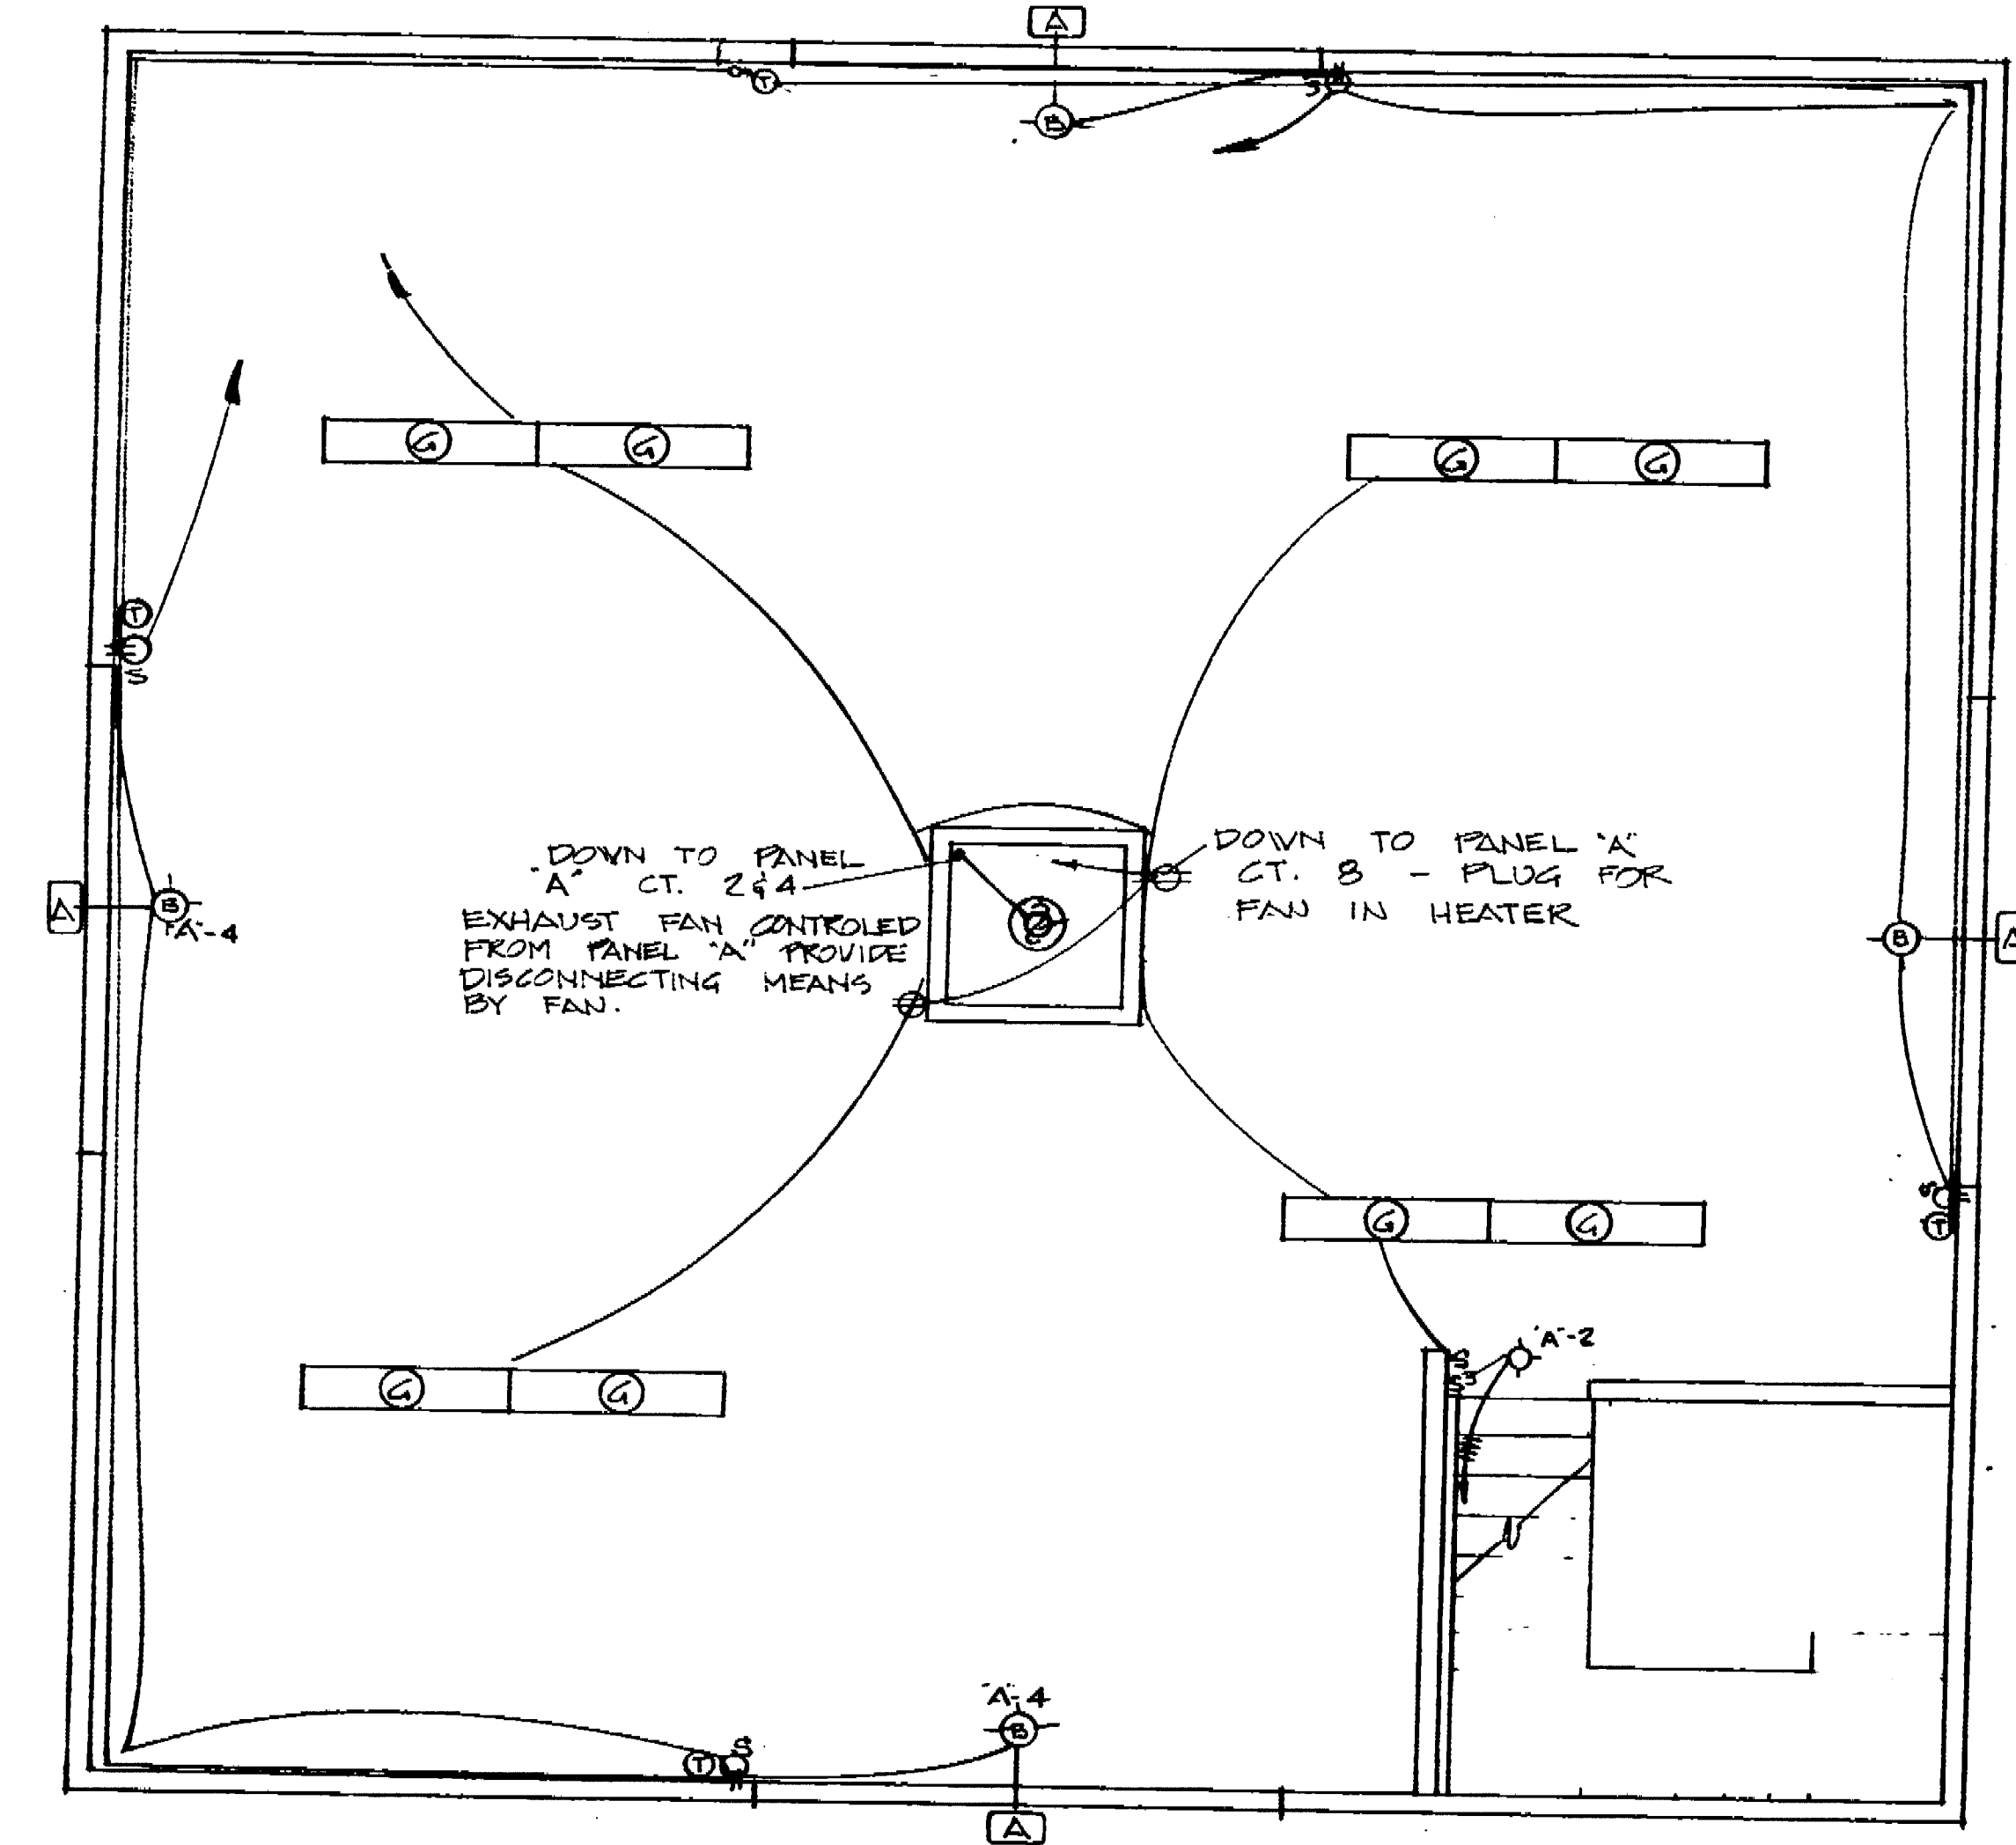 A
T
S
B
G
G
G
G
T
S
DOWN TO PANEL
"A" CT. 2&4
EXHAUST FAN CONTROLED
FROM PANEL "A" PROVIDE
DISCONNECTING MEANS
BY FAN.
DOWN TO PANEL "A"
CT. 8 - PLUG FOR
FAN IN HEATER
A
B
"A"-4
B
A
S
T
G
G
S
"A"-2
S3
G
G
"A"-4
B
T
S
A